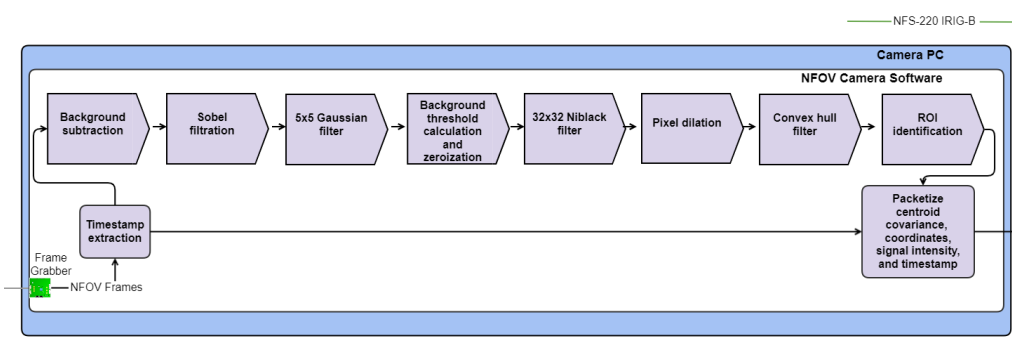 NFS-220 IRIG-B
Camera PC
NFOV Camera Software
Background
subtraction
Sobel
filtration
5x5 Gaussian
filter
Background
threshold
calculation
and
zeroization
32x32 Niblack
filter
Pixel dilation
Convex hull
filter
ROI
identification
Timestamp
extraction
Packetize
centroid
covariance,
coordinates,
signal intensity,
and timestamp
Frame
Grabber
NFOV Frames